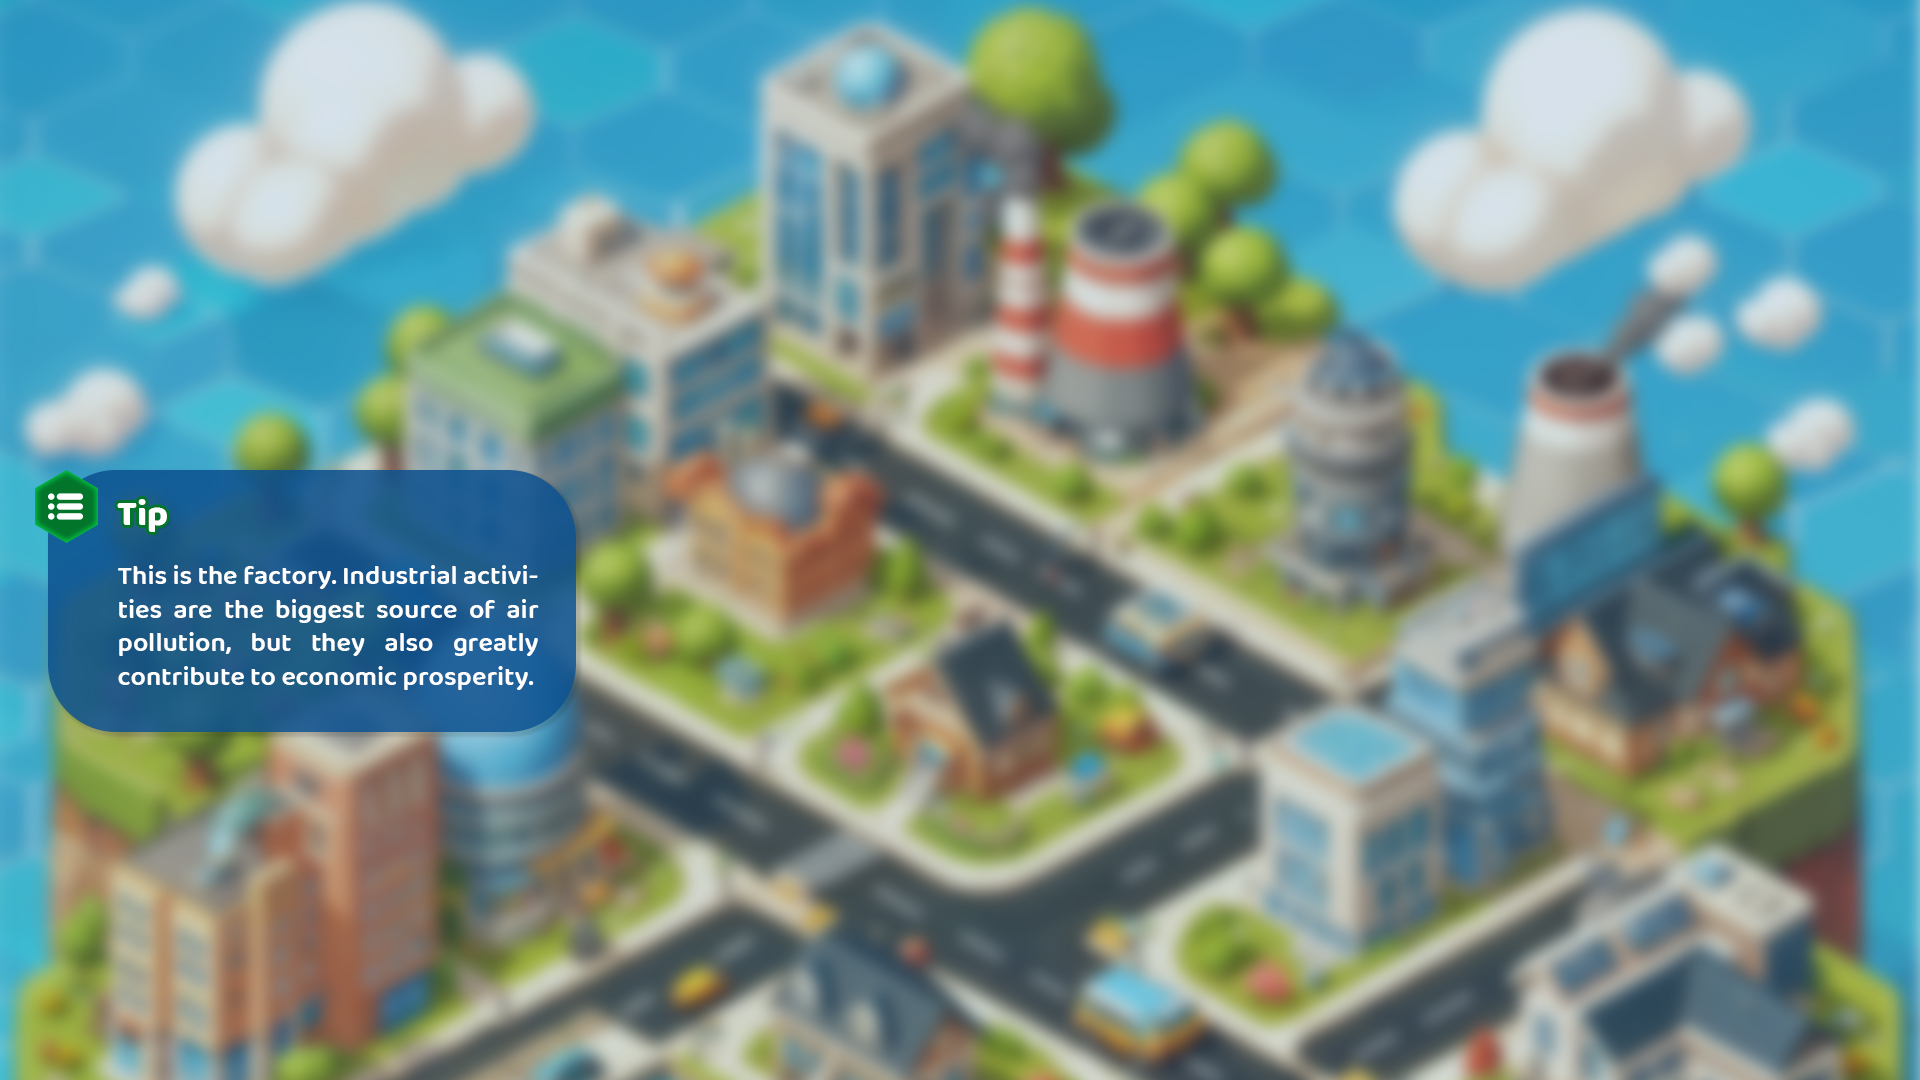 Tip
This is the factory. Industrial activi-
ties are the biggest source of air
pollution, but they also greatly
contribute to economic prosperity.